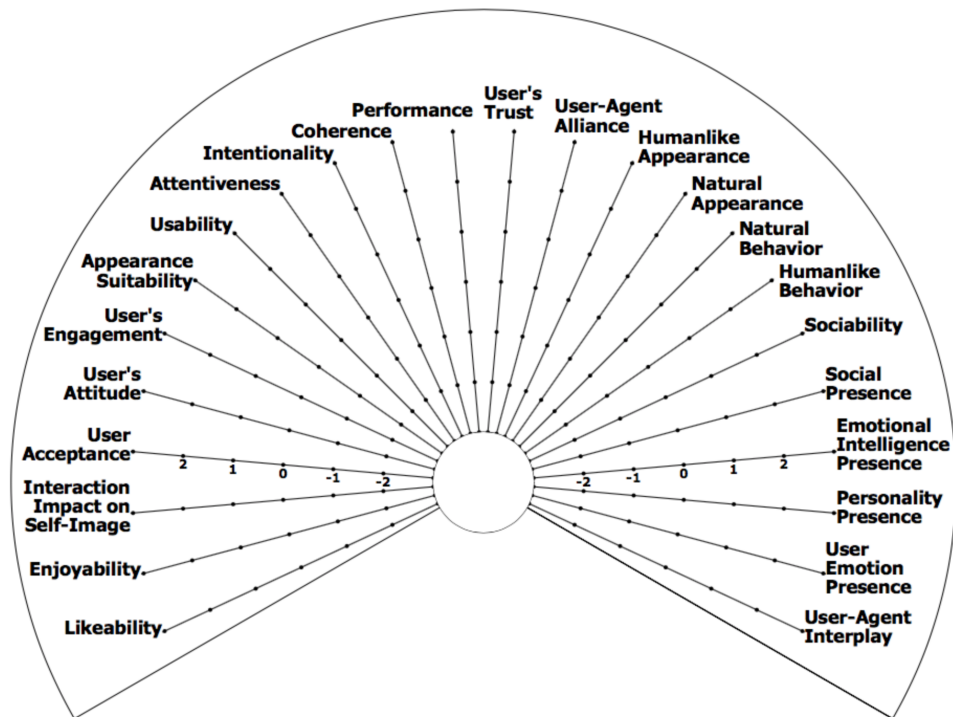 User's
Trust
Performance
User-Agent
Alliance
Coherence
Humanlike
Appearance
Intentionality
Attentiveness
Natural
Appearance
Usability
Natural
Behavior
Appearance
Suitability
Humanlike
Behavior
User's
Engagement
Sociability
User's
Attitude
Social
Presence
User
Acceptance
2 1 0 -1 -2
-2 -1 0 1 2
Emotional
Intelligence
Presence
Interaction
Impact on
Self-Image
Personality
Presence
Enjoyability
User
Emotion
Presence
Likeability
User-Agent
Interplay